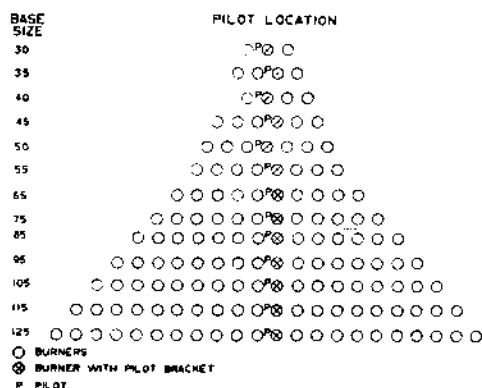 BASE SIZE
PILOT LOCATION
30 P
35 P
40 P
45 P
50 P
55 P
65 P
75 P
85 P
95 P
105 P
115 P
125 P
BURNERS
BURNER WITH PILOT BRACKET
P PILOT